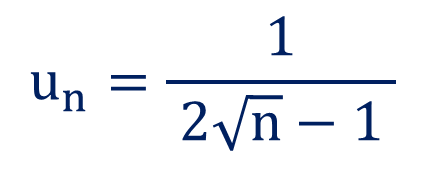 uₙ = 1 / (2√n − 1)